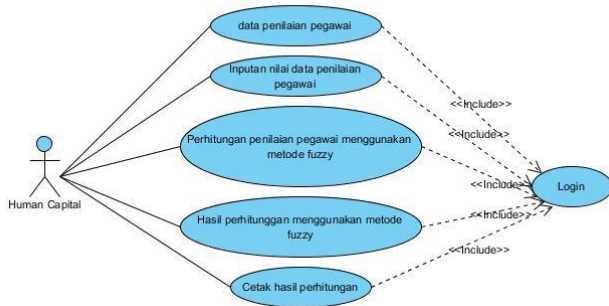 data penilaian pegawai
Inputan nilai data penilaian
pegawai
<<Include>>
<<Include>>
Perhitungan penilaian pegawai menggunakan
metode fuzzy
<<Include>>
Login
Human Capital
Hasil perhitunggan menggunakan metode
fuzzy
<<Include>>
<<Include>>
Cetak hasil perhitungan